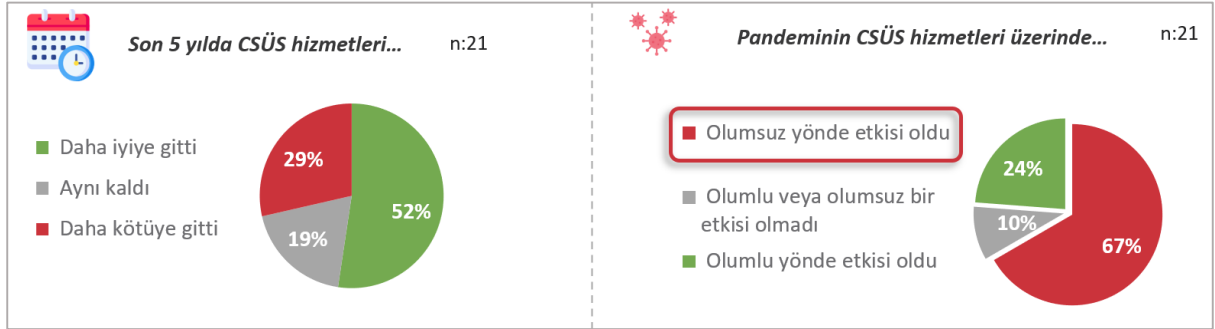 Son 5 yılda CSÜS hizmetleri...
n:21
Daha iyiye gitti
Aynı kaldı
Daha kötüye gitti
29%
52%
19%
Pandeminin CSÜS hizmetleri üzerinde...
n:21
Olumsuz yönde etkisi oldu
Olumlu veya olumsuz bir
etkisi olmadı
Olumlu yönde etkisi oldu
24%
10%
67%